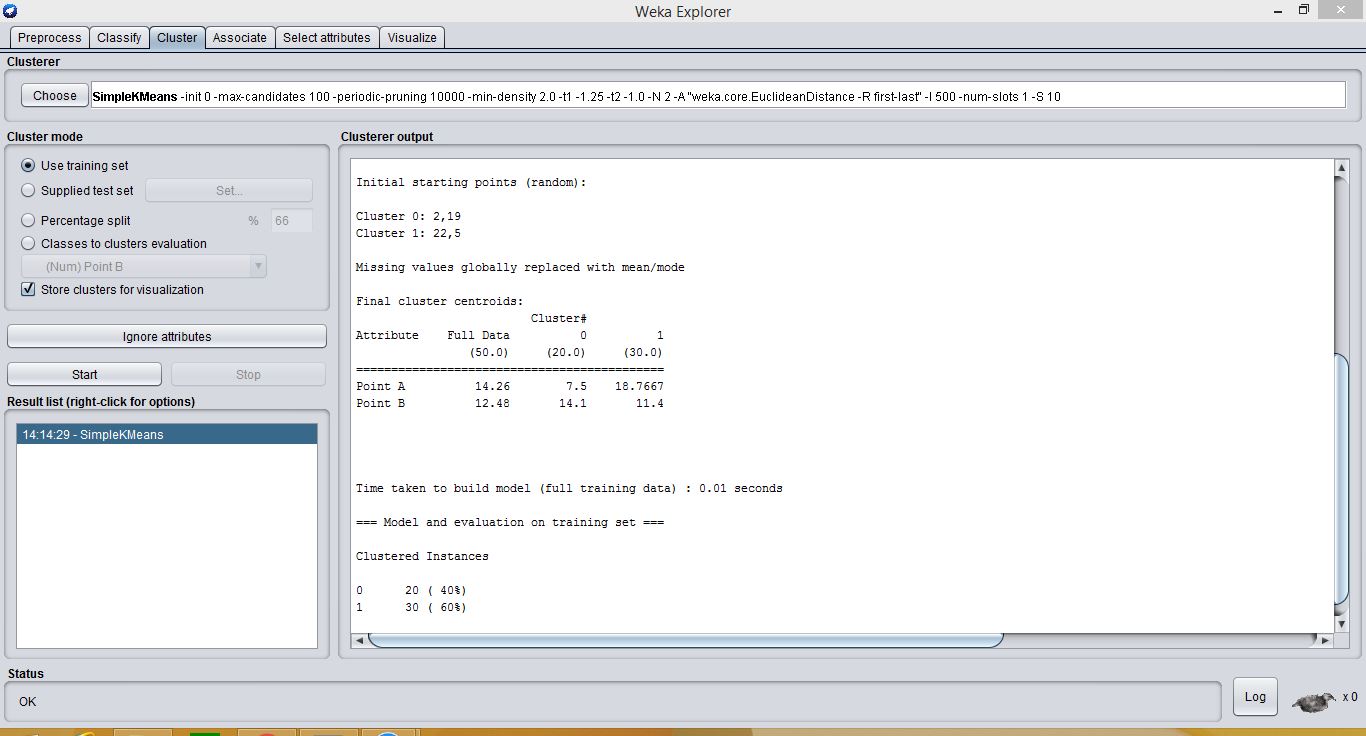 Weka Explorer
Preprocess Classify Cluster Associate Select attributes Visualize
Clusterer
Choose SimpleKMeans -init 0 -max-candidates 100 -periodic-pruning 10000 -min-density 2.0 -t1 -1.25 -t2 -1.0 -N 2 -A "weka.core.EuclideanDistance -R first-last" -I 500 -num-slots 1 -S 10
Cluster mode
Use training set
Supplied test set Set...
Percentage split % 66
Classes to clusters evaluation
(Num) Point B
Store clusters for visualization
Ignore attributes
Start Stop
Result list (right-click for options)
14:14:29 - SimpleKMeans
Clusterer output
Initial starting points (random):
Cluster 0: 2,19
Cluster 1: 22,5
Missing values globally replaced with mean/mode
Final cluster centroids:
Cluster#
Attribute Full Data 0 1
(50.0) (20.0) (30.0)
============================================
Point A 14.26 7.5 18.7667
Point B 12.48 14.1 11.4
Time taken to build model (full training data) : 0.01 seconds
=== Model and evaluation on training set ===
Clustered Instances
0 20 ( 40%)
1 30 ( 60%)
Status
OK
Log x 0